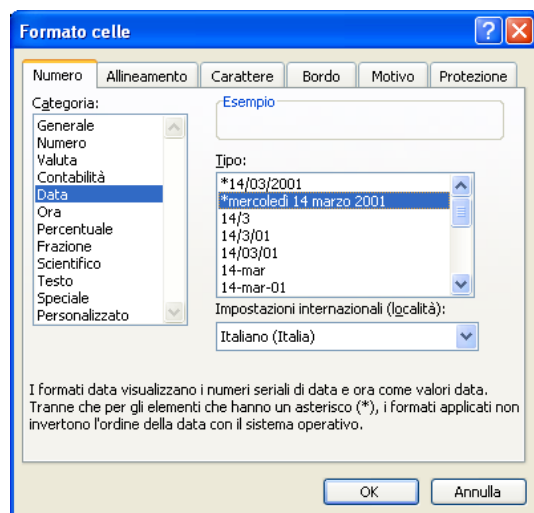 Formato celle
Numero Allineamento Carattere Bordo Motivo Protezione
Categoria:
Generale
Numero
Valuta
Contabilità
Data
Ora
Percentuale
Frazione
Scientifico
Testo
Speciale
Personalizzato
Esempio
Tipo:
*14/03/2001
*mercoledì 14 marzo 2001
14/3
14/3/01
14/03/01
14-mar
14-mar-01
Impostazioni internazionali (località):
Italiano (Italia)
I formati data visualizzano i numeri seriali di data e ora come valori data.
Tranne che per gli elementi che hanno un asterisco (*), i formati applicati non
invertono l'ordine della data con il sistema operativo.
OK Annulla